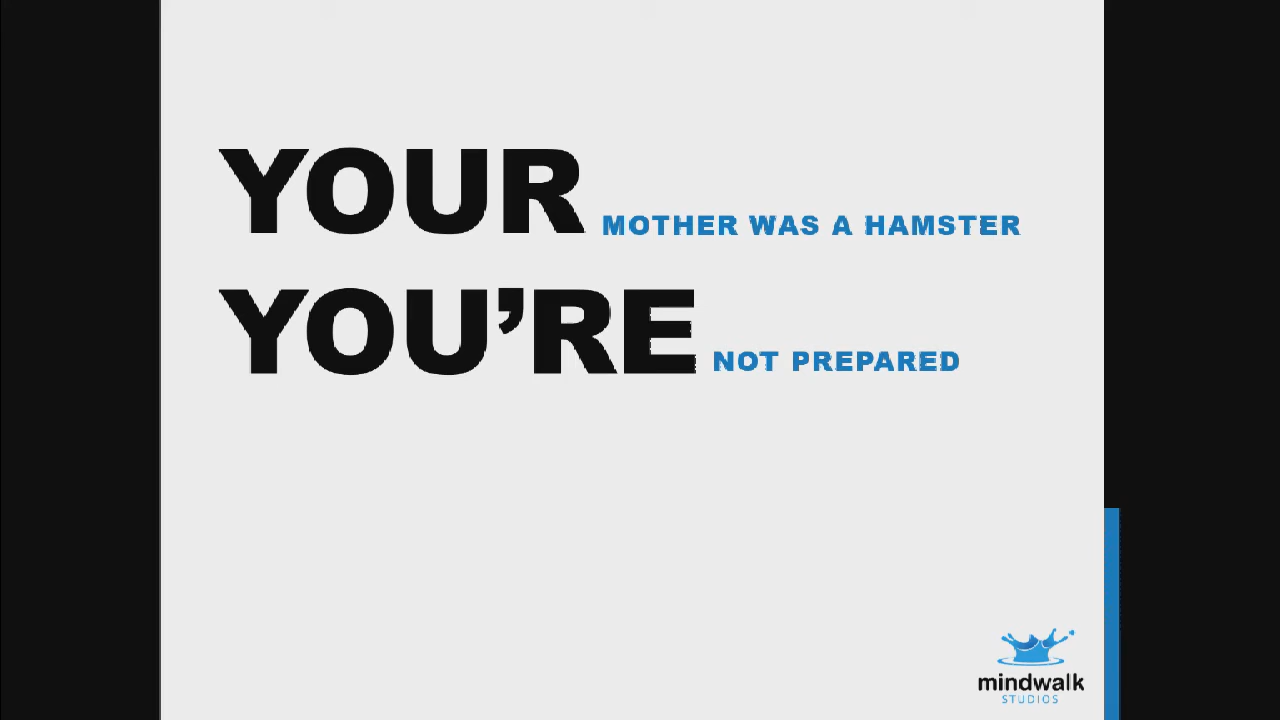 YOUR MOTHER WAS A HAMSTER
YOU’RE NOT PREPARED
mindwalk
STUDIOS